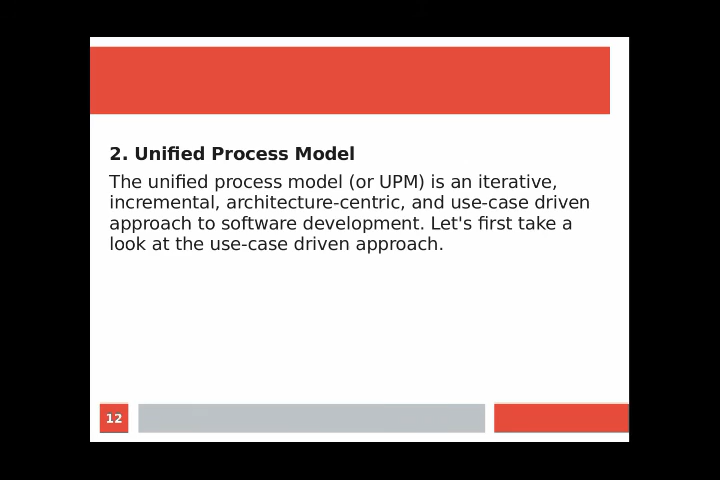 2. Unified Process Model
The unified process model (or UPM) is an iterative,
incremental, architecture-centric, and use-case driven
approach to software development. Let's first take a
look at the use-case driven approach.
12